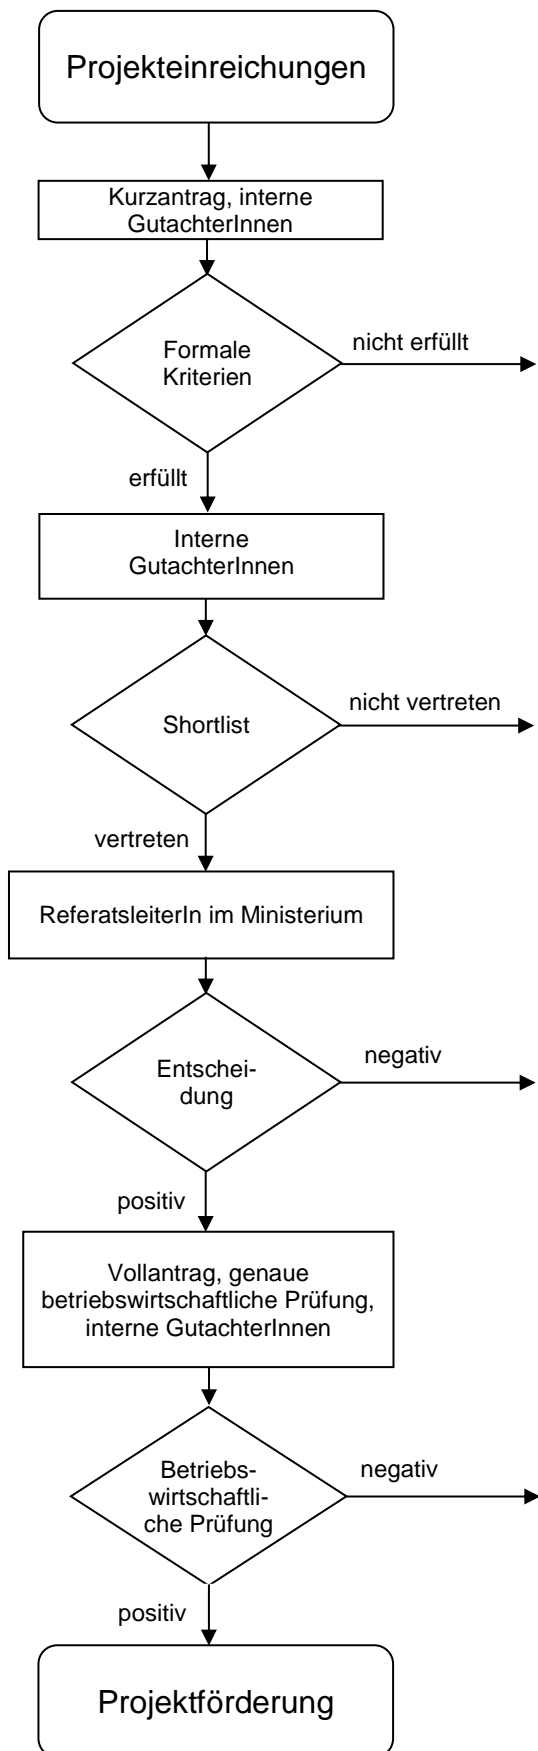 Projekteinreichungen
Kurzantrag, interne
GutachterInnen
Formale
Kriterien
nicht erfüllt
erfüllt
Interne
GutachterInnen
Shortlist
nicht vertreten
vertreten
ReferatsleiterIn im Ministerium
Entschei-
dung
negativ
positiv
Vollantrag, genaue
betriebswirtschaftliche Prüfung,
interne GutachterInnen
Betriebs-
wirtschaftli-
che Prüfung
negativ
positiv
Projektförderung